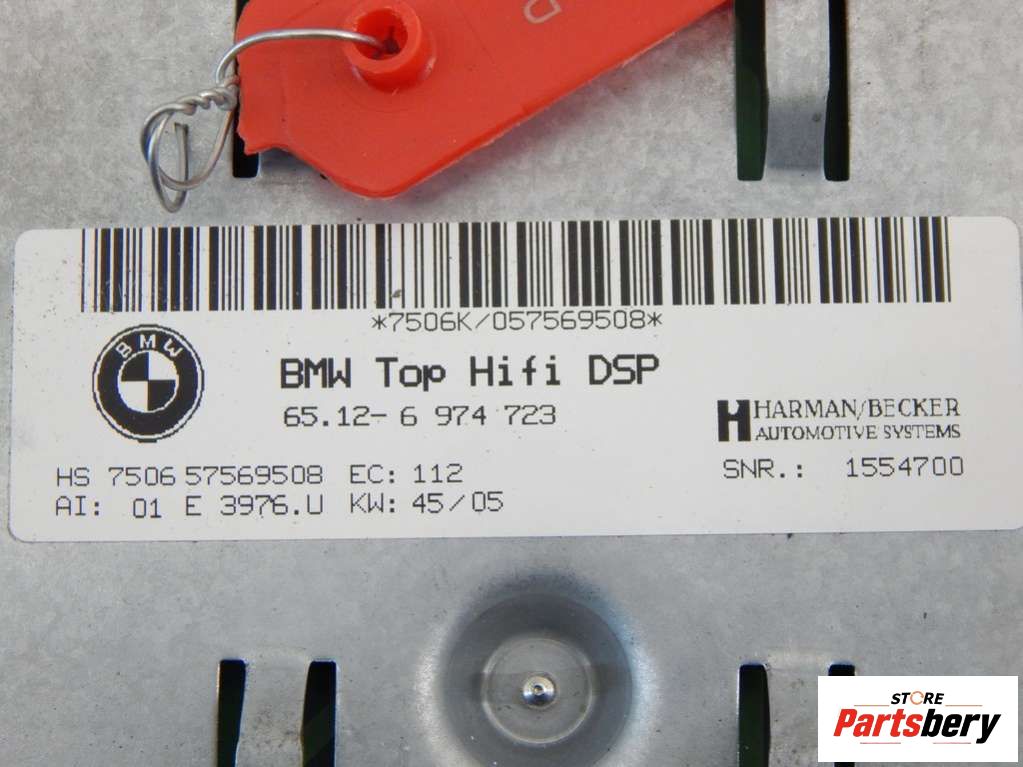 D
*7506K/057569508*
BMW
BMW Top Hifi DSP
65.12- 6 974 723
HARMAN/BECKER
AUTOMOTIVE SYSTEMS
HS 7506 57569508 EC: 112
SNR.: 1554700
AI: 01 E 3976.U KW: 45/05
STORE
Partsbery